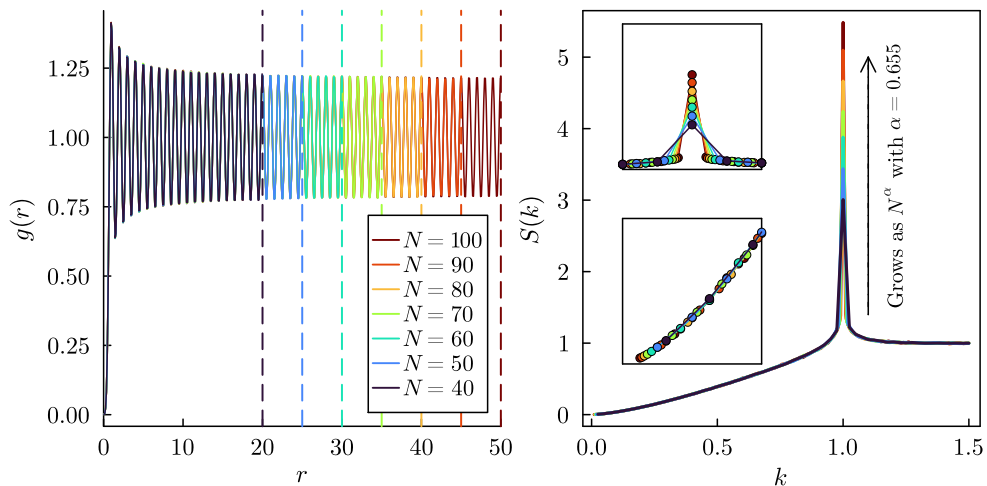 g(r)
1.25
1.00
0.75
0.50
0.25
0.00
0
10
20
30
40
50
r
N = 100
N = 90
N = 80
N = 70
N = 60
N = 50
N = 40
S(k)
5
4
3
2
1
0
0.0
0.5
1.0
1.5
k
Grows as N^α with α = 0.655